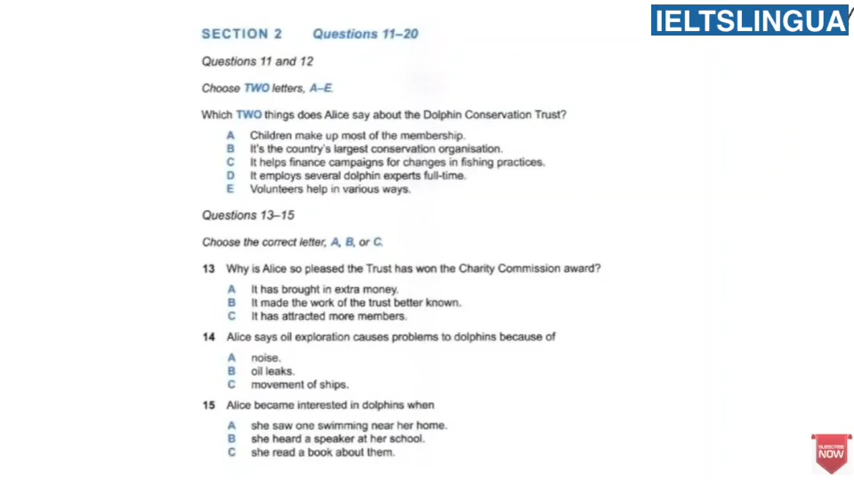 IELTSLINGUA
SECTION 2 Questions 11–20
Questions 11 and 12
Choose TWO letters, A–E.
Which TWO things does Alice say about the Dolphin Conservation Trust?
A Children make up most of the membership.
B It's the country's largest conservation organisation.
C It helps finance campaigns for changes in fishing practices.
D It employs several dolphin experts full-time.
E Volunteers help in various ways.
Questions 13–15
Choose the correct letter, A, B, or C.
13 Why is Alice so pleased the Trust has won the Charity Commission award?
A It has brought in extra money.
B It made the work of the trust better known.
C It has attracted more members.
14 Alice says oil exploration causes problems to dolphins because of
A noise.
B oil leaks.
C movement of ships.
15 Alice became interested in dolphins when
A she saw one swimming near her home.
B she heard a speaker at her school.
C she read a book about them.
SUBSCRIBE
NOW